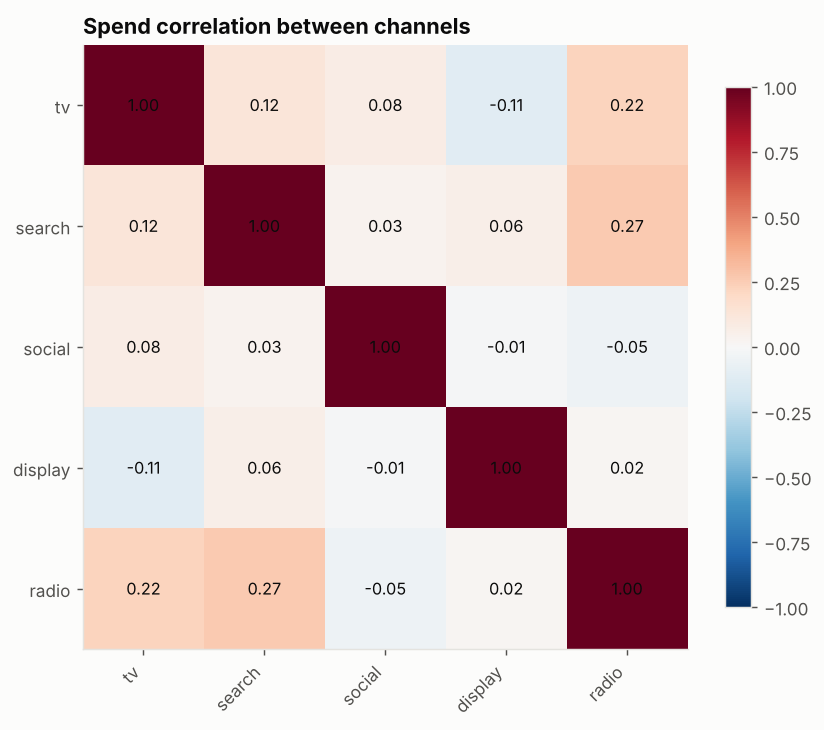 Spend correlation between channels
tv 1.00 0.12 0.08 -0.11 0.22
search 0.12 1.00 0.03 0.06 0.27
social 0.08 0.03 1.00 -0.01 -0.05
display -0.11 0.06 -0.01 1.00 0.02
radio 0.22 0.27 -0.05 0.02 1.00
tv search social display radio
1.00
0.75
0.50
0.25
0.00
−0.25
−0.50
−0.75
−1.00